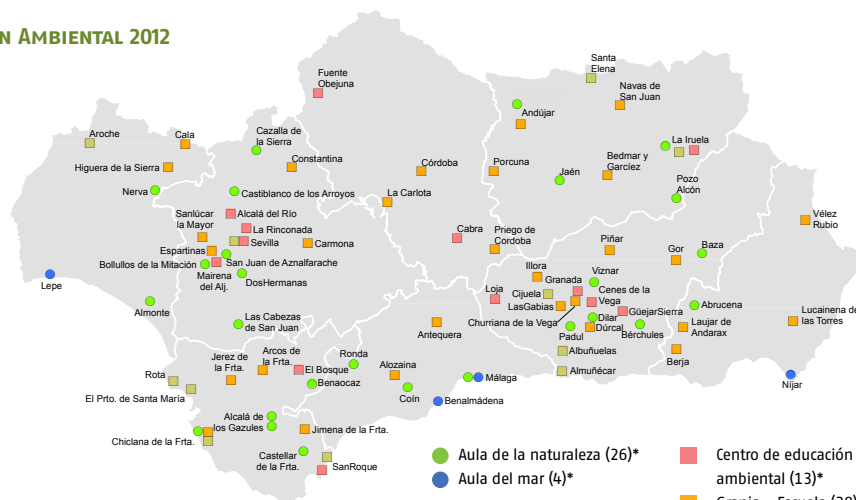 N AMBIENTAL 2012
Santa
Elena
Fuente
Obejuna
Navas de
San Juan
Andújar
Aroche
Cala
Cazalla de
la Sierra
La Iruela
Higuera de la Sierra
Constantina
Córdoba
Porcuna
Jaén
Bedmar y
Garcíez
Pozo
Alcón
Nerva
Castiblanco de los Arroyos
La Carlota
Sanlúcar
la Mayor
Alcalá del Río
La Rinconada
Sevilla
Carmona
Cabra
Priego de
Cordoba
Piñar
Vélez
Rubio
Espartinas
San Juan de Aznalfarache
Bollullos de la Mitación
Mairena
del Alj.
DosHermanas
Gor
Baza
Lepe
Illora
Granada
Viznar
Cijuela
Cenes de la
Vega
Loja
LasGabias
GüejarSierra
Abrucena
Almonte
Las Cabezas
de San Juan
Antequera
Churriana de la Vega
Dilar
Dúrcal
Padul
Bérchules
Laujar de
Andarax
Lucainena de
las Torres
Jerez de
la Frta.
Arcos de
la Frta.
Ronda
Alozaina
Albuñuelas
Berja
Rota
El Bosque
Benaocaz
Málaga
Almuñécar
Níjar
El Prto. de Santa María
Coín
Benalmádena
Alcalá de
los Gazules
Chiclana de la Frta.
Jimena de la Frta.
Castellar
de la Frta.
SanRoque
Aula de la naturaleza (26)*
Aula del mar (4)*
Centro de educación
ambiental (13)*